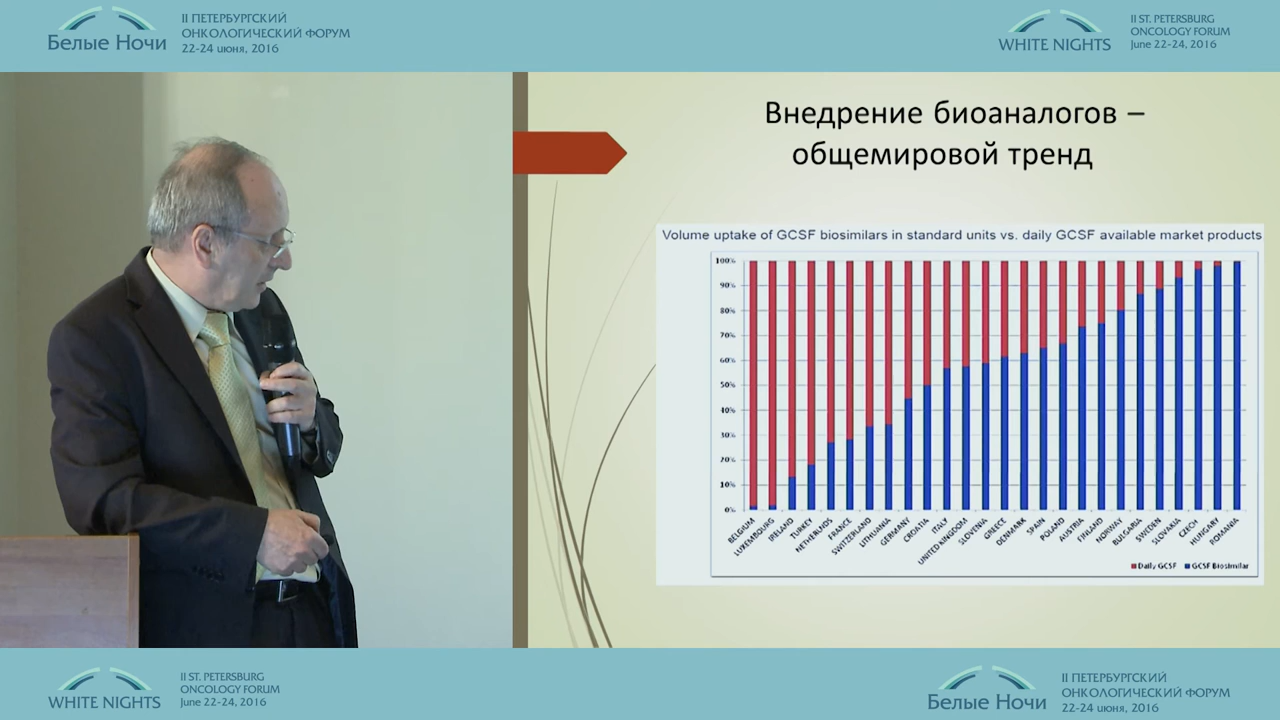 II ПЕТЕРБУРГСКИЙ
ОНКОЛОГИЧЕСКИЙ ФОРУМ
22-24 июня, 2016
Белые Ночи
II ST. PETERSBURG
ONCOLOGY FORUM
June 22-24, 2016
WHITE NIGHTS
Внедрение биоаналогов –
общемировой тренд
Volume uptake of GCSF biosimilars in standard units vs. daily GCSF available market products
100%
90%
80%
70%
60%
50%
40%
30%
20%
10%
0%
BELGIUM
LUXEMBOURG
IRELAND
TURKEY
NETHERLNDS
FRANCE
SWITZERLAND
LITHUANIA
GERMANY
CROATIA
ITALY
UNITED KINGDOM
SLOVENIA
GREECE
DENMARK
SPAIN
POLAND
AUSTRIA
FINLAND
NORWAY
BULGARIA
SWEDEN
SLOVAKIA
CZECH
HUNGARY
ROMANIA
Daily GCSF
GCSF Biosimilar
II ST. PETERSBURG
ONCOLOGY FORUM
June 22-24, 2016
WHITE NIGHTS
II ПЕТЕРБУРГСКИЙ
ОНКОЛОГИЧЕСКИЙ ФОРУМ
22-24 июня, 2016
Белые Ночи